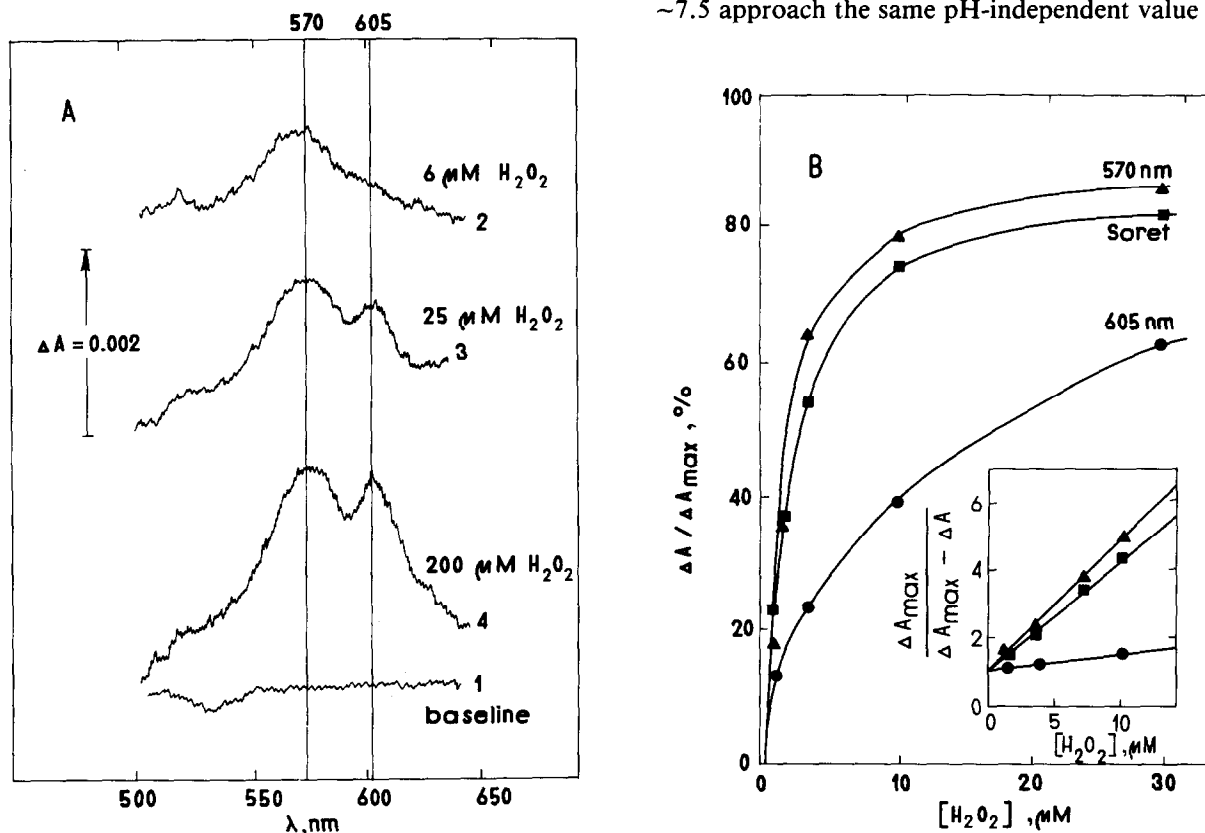 ~7.5 approach the same pH-independent value
570 605
A
6 μM H₂O₂
2
ΔA = 0.002
25 μM H₂O₂
3
200 μM H₂O₂
4
1
baseline
500 550 600 650
λ, nm
100
80
60
40
20
0
ΔA / ΔAmax , %
B
570 nm
Soret
605 nm
6
4
2
0
ΔAmax
ΔAmax − ΔA
0 5 10
[H₂O₂] , μM
0 10 20 30
[H₂O₂] , μM